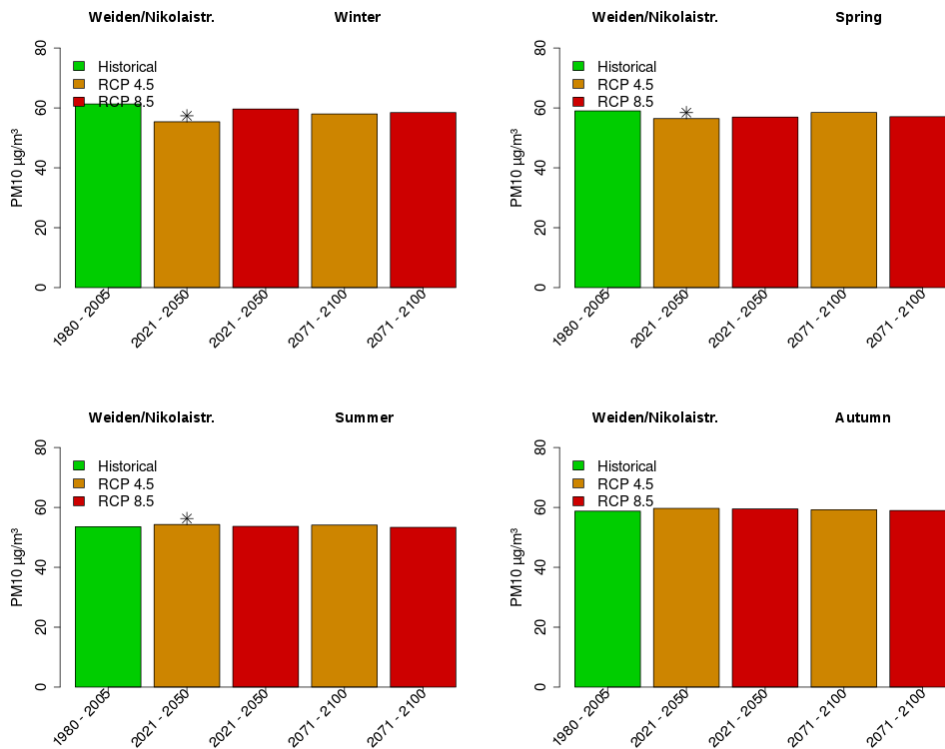 Weiden/Nikolaistr. Winter
Historical
RCP 4.5
RCP 8.5
PM10 µg/m³
0 20 40 60 80
*
1980 - 2005 2021 - 2050 2021 - 2050 2071 - 2100 2071 - 2100
Weiden/Nikolaistr. Spring
Historical
RCP 4.5
RCP 8.5
PM10 µg/m³
0 20 40 60 80
*
1980 - 2005 2021 - 2050 2021 - 2050 2071 - 2100 2071 - 2100
Weiden/Nikolaistr. Summer
Historical
RCP 4.5
RCP 8.5
PM10 µg/m³
0 20 40 60 80
*
1980 - 2005 2021 - 2050 2021 - 2050 2071 - 2100 2071 - 2100
Weiden/Nikolaistr. Autumn
Historical
RCP 4.5
RCP 8.5
PM10 µg/m³
0 20 40 60 80
1980 - 2005 2021 - 2050 2021 - 2050 2071 - 2100 2071 - 2100